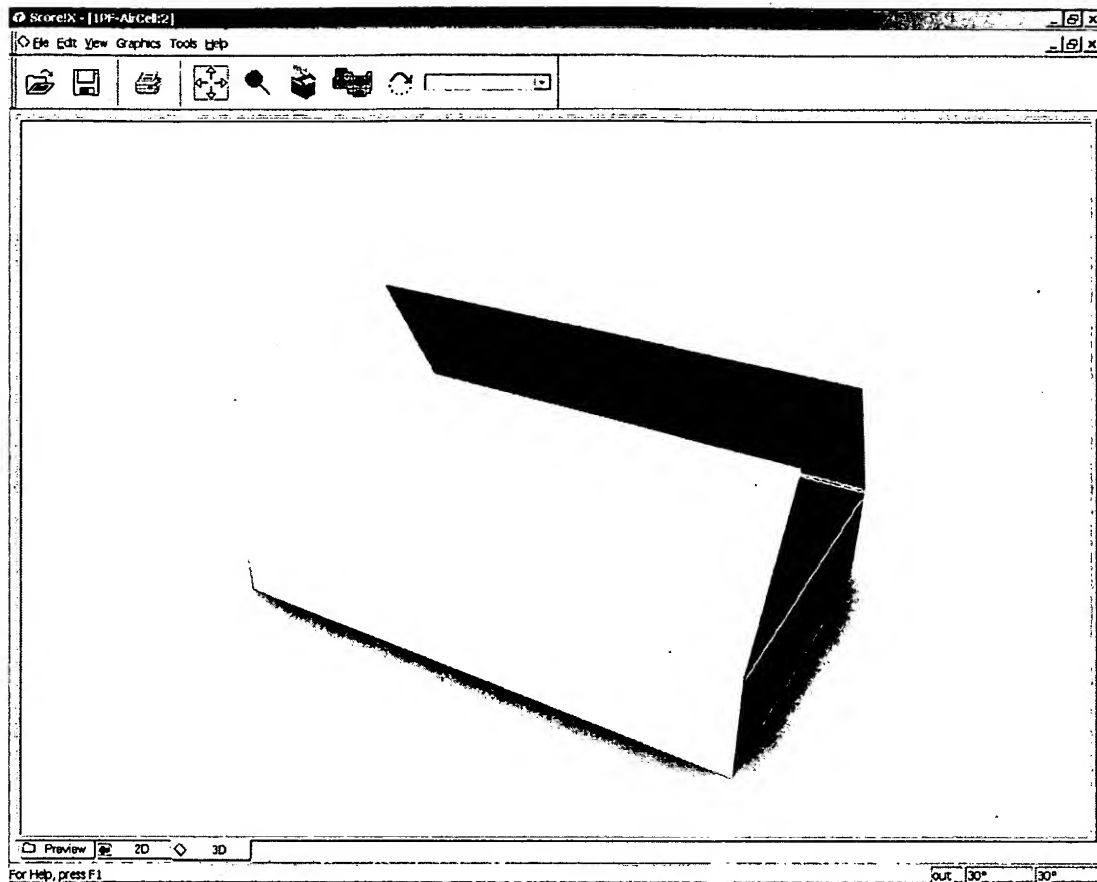 Score!X - [1PF-AirCell:2]
File Edit View Graphics Tools Help
Preview 2D 3D
For Help, press F1
out 30° 30°